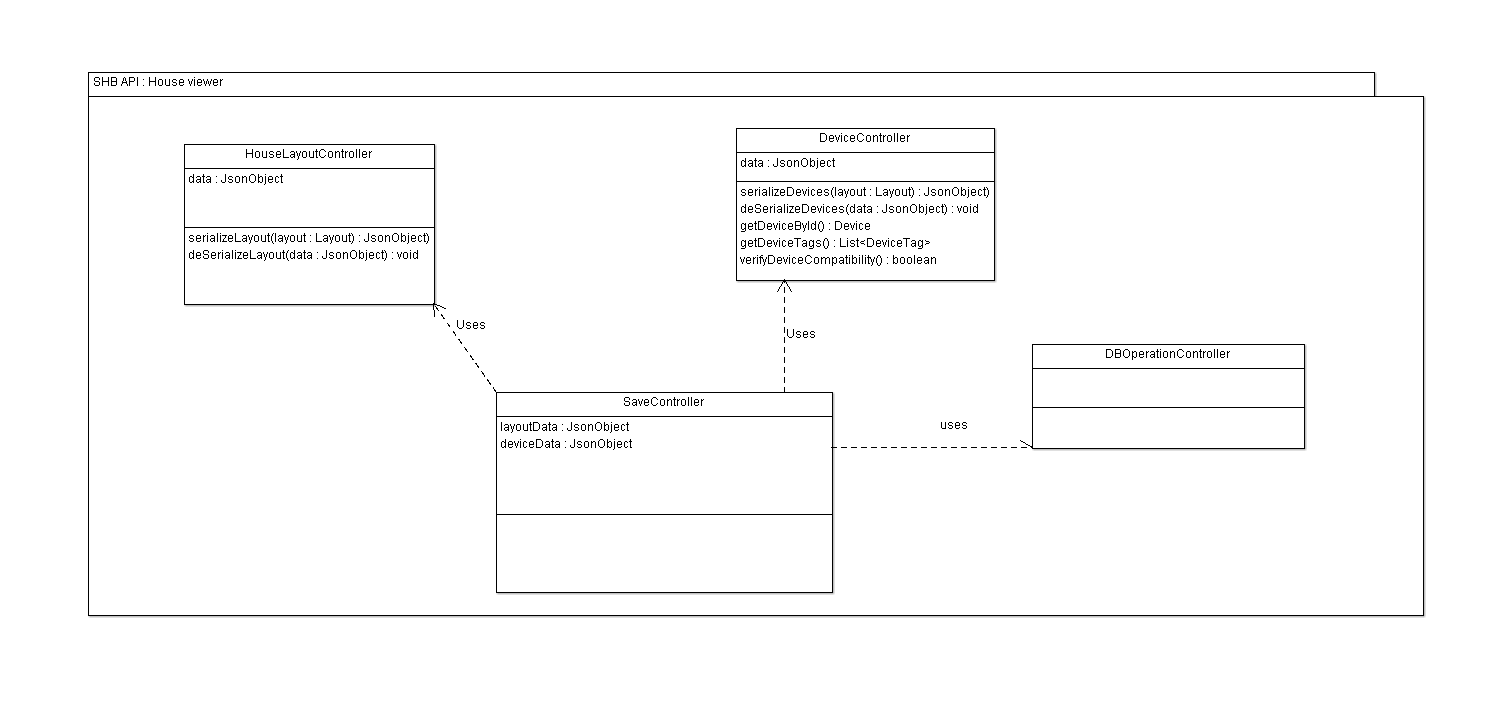 SHB API : House viewer
HouseLayoutController
data : JsonObject
serializeLayout(layout : Layout) : JsonObject)
deSerializeLayout(data : JsonObject) : void
DeviceController
data : JsonObject
serializeDevices(layout : Layout) : JsonObject)
deSerializeDevices(data : JsonObject) : void
getDeviceById() : Device
getDeviceTags() : List<DeviceTag>
verifyDeviceCompatibility() : boolean
Uses
Uses
DBOperationController
SaveController
layoutData : JsonObject
deviceData : JsonObject
uses